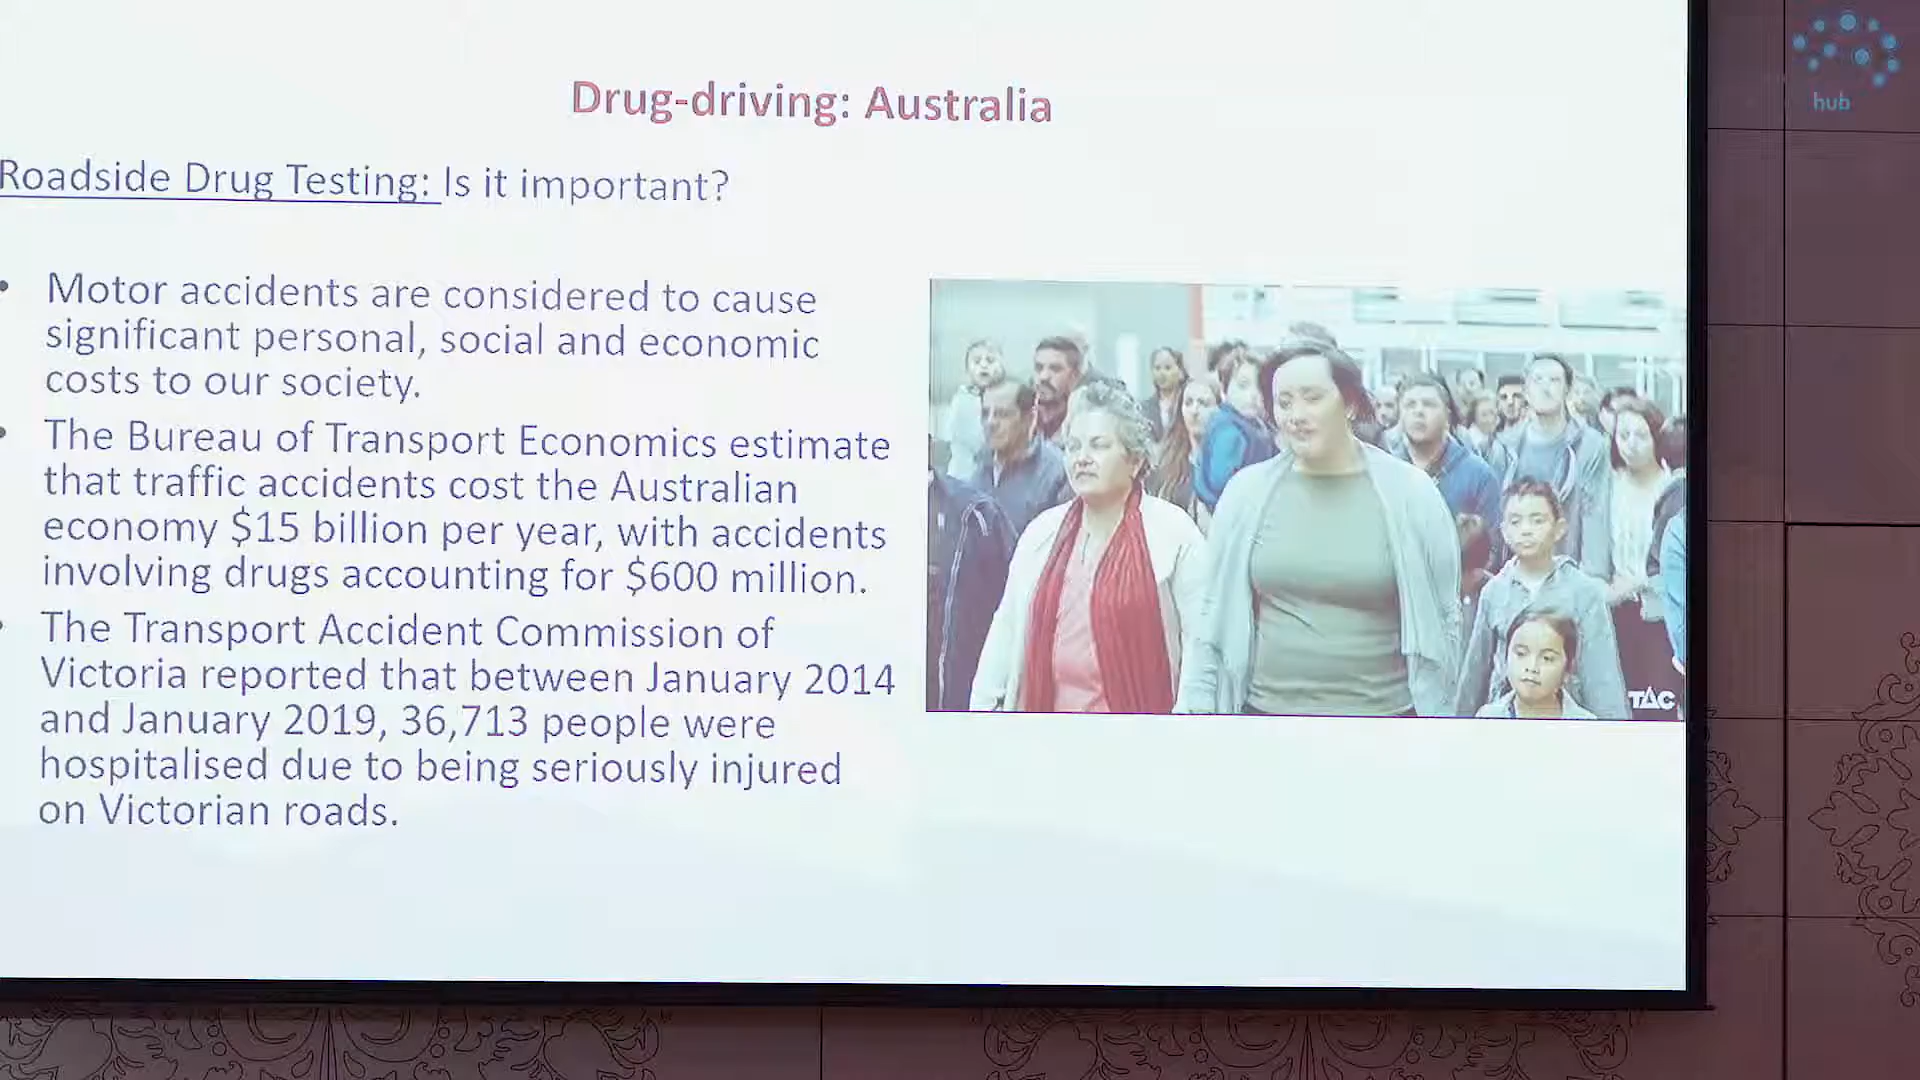 Drug-driving: Australia
Roadside Drug Testing: Is it important?
• Motor accidents are considered to cause
significant personal, social and economic
costs to our society.
• The Bureau of Transport Economics estimate
that traffic accidents cost the Australian
economy $15 billion per year, with accidents
involving drugs accounting for $600 million.
• The Transport Accident Commission of
Victoria reported that between January 2014
and January 2019, 36,713 people were
hospitalised due to being seriously injured
on Victorian roads.
TAC
hub